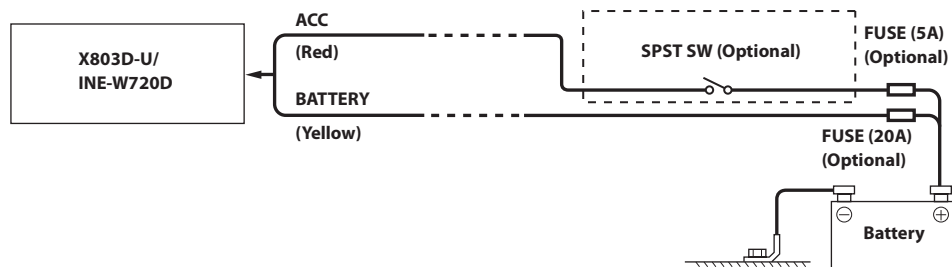 X803D-U/
INE-W720D
ACC
(Red)
BATTERY
(Yellow)
SPST SW (Optional)
FUSE (5A)
(Optional)
FUSE (20A)
(Optional)
Battery